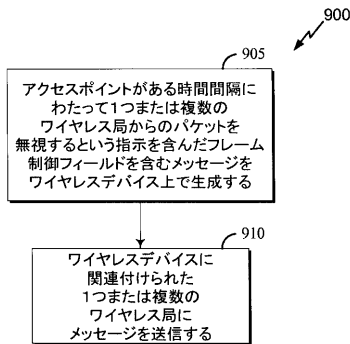 900
905
アクセスポイントがある時間間隔に
わたって1つまたは複数の
ワイヤレス局からのパケットを
無視するという指示を含んだフレーム
制御フィールドを含むメッセージを
ワイヤレスデバイス上で生成する
910
ワイヤレスデバイスに
関連付けられた
1つまたは複数の
ワイヤレス局に
メッセージを送信する